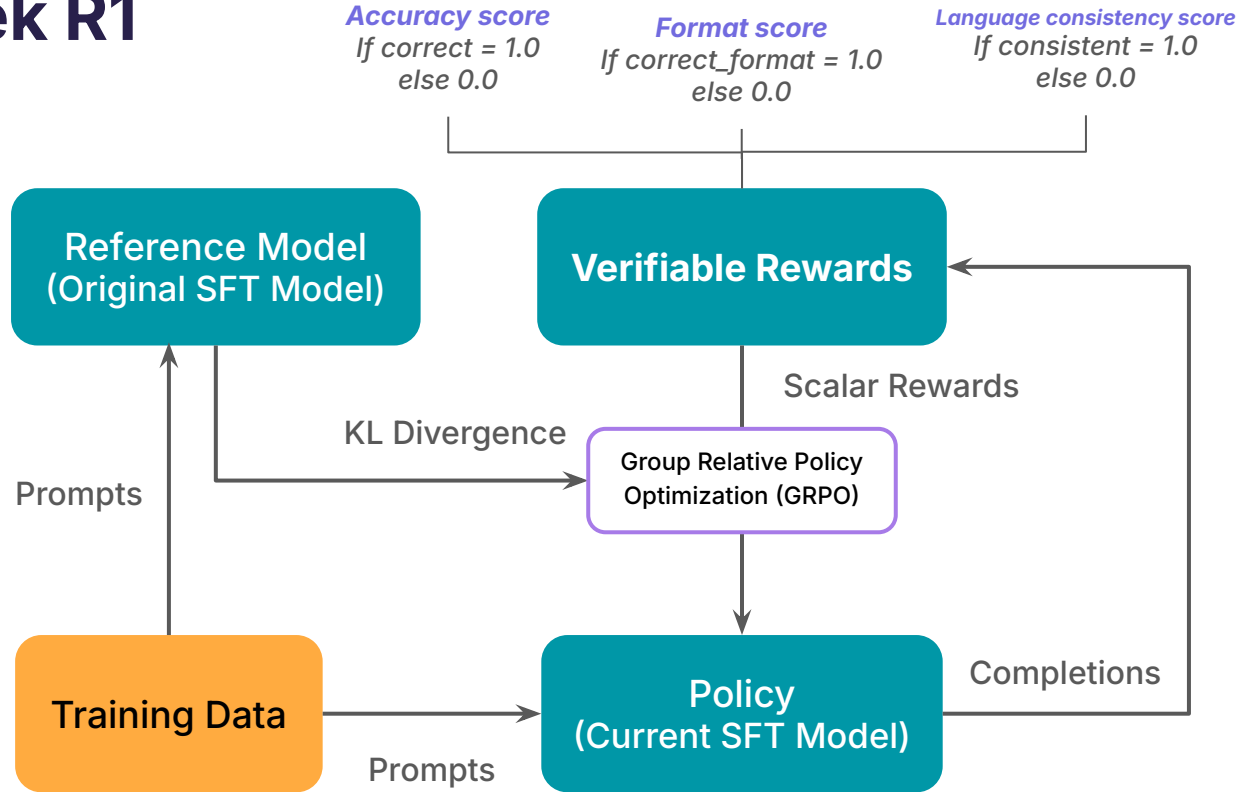 ek R1
Accuracy score
If correct = 1.0
else 0.0
Format score
If correct_format = 1.0
else 0.0
Language consistency score
If consistent = 1.0
else 0.0
Reference Model
(Original SFT Model)
Verifiable Rewards
Scalar Rewards
KL Divergence
Group Relative Policy
Optimization (GRPO)
Prompts
Training Data
Prompts
Policy
(Current SFT Model)
Completions